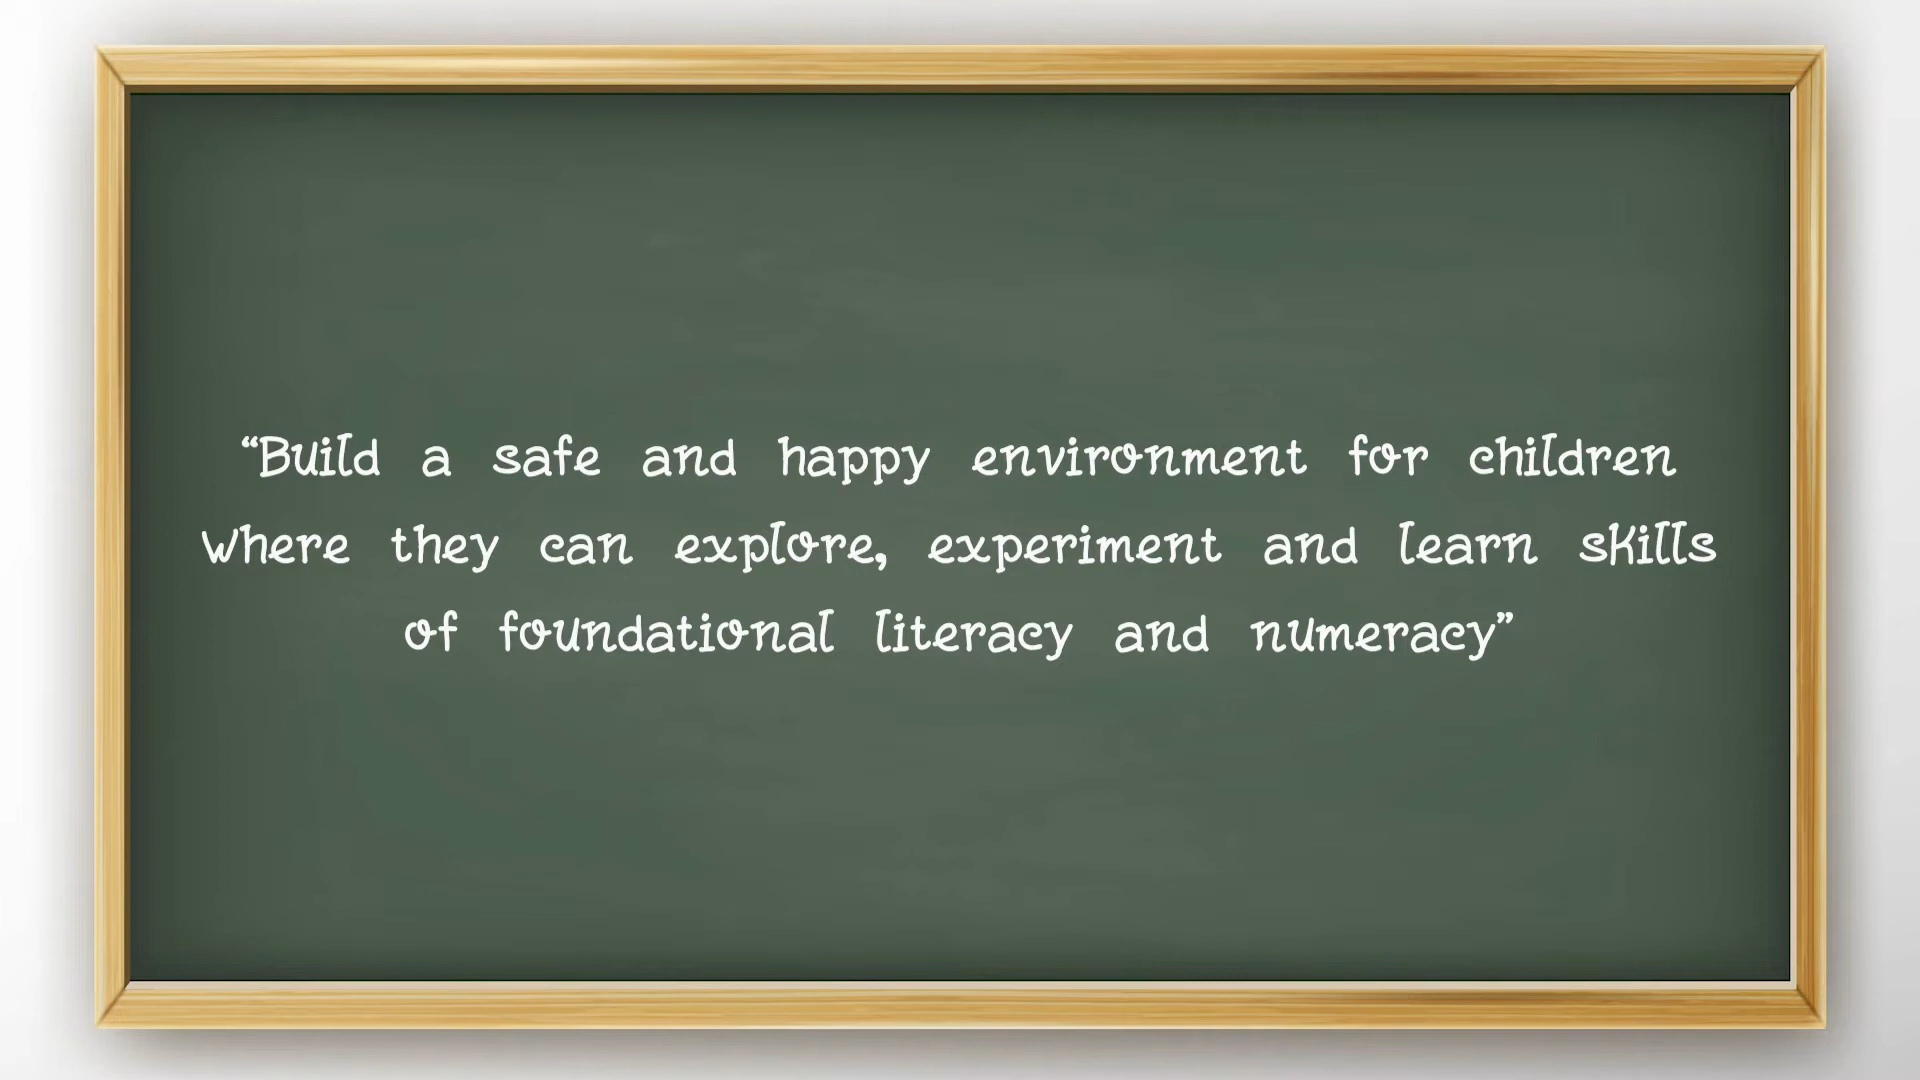 “Build a safe and happy environment for children
where they can explore, experiment and learn skills
of foundational literacy and numeracy”